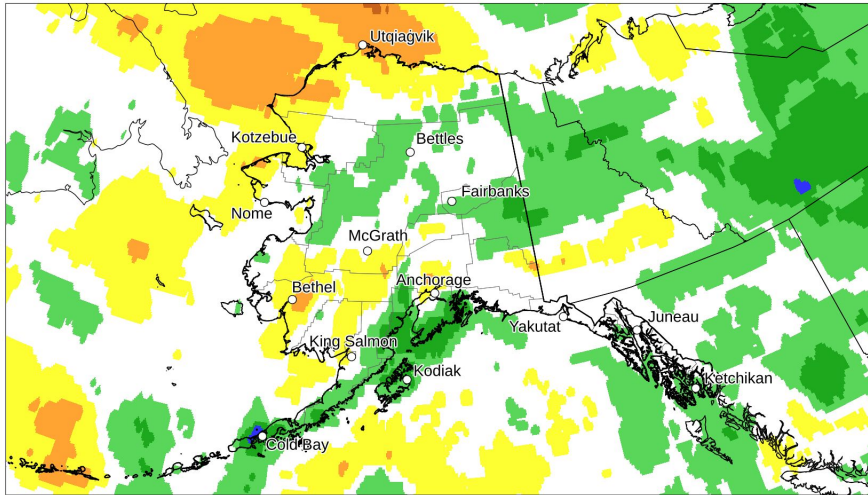 Utqiaġvik
Kotzebue
Bettles
Fairbanks
Nome
McGrath
Anchorage
Bethel
Yakutat
Juneau
King Salmon
Kodiak
Ketchikan
Cold Bay